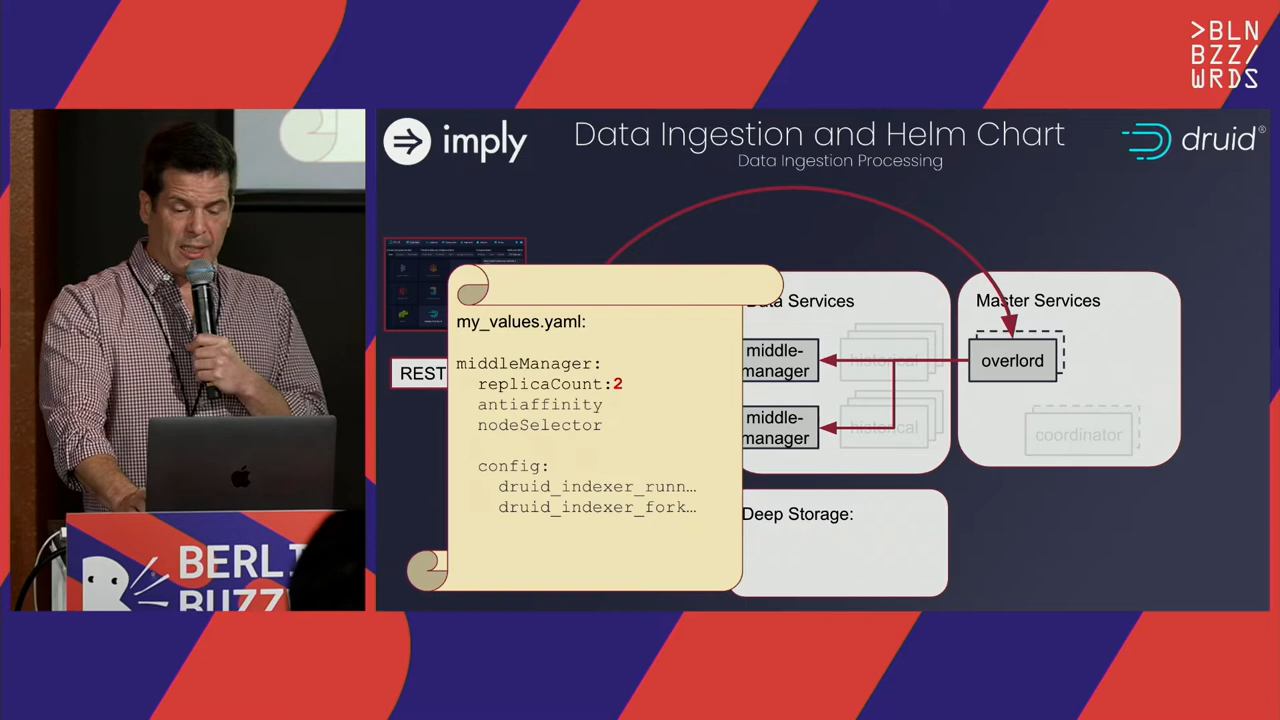 >BLN
BZZ/
WRDS
imply
Data Ingestion and Helm Chart
Data Ingestion Processing
druid®
my_values.yaml:
middleManager:
replicaCount:2
antiaffinity
nodeSelector
config:
druid_indexer_runn…
druid_indexer_fork…
REST
Data Services
middle-
manager
historical
middle-
manager
historical
Master Services
overlord
coordinator
Deep Storage:
BERLI
BUZZ